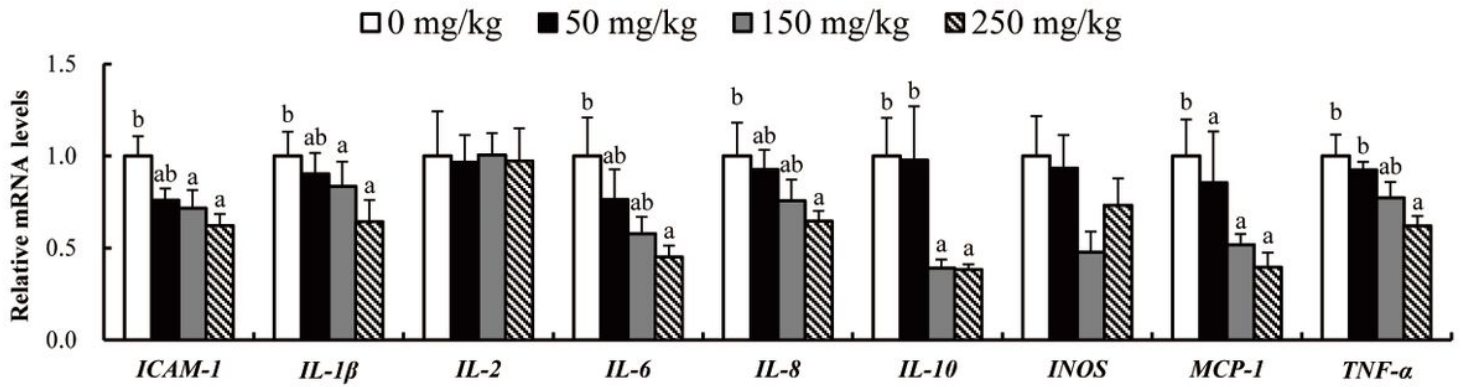 0 mg/kg 50 mg/kg 150 mg/kg 250 mg/kg
Relative mRNA levels
1.5
1.0
0.5
0.0
b ab a a
b ab a a
b ab ab a
b ab ab a
b b a a
b a a a
b b ab a
ICAM-1 IL-1β IL-2 IL-6 IL-8 IL-10 INOS MCP-1 TNF-α